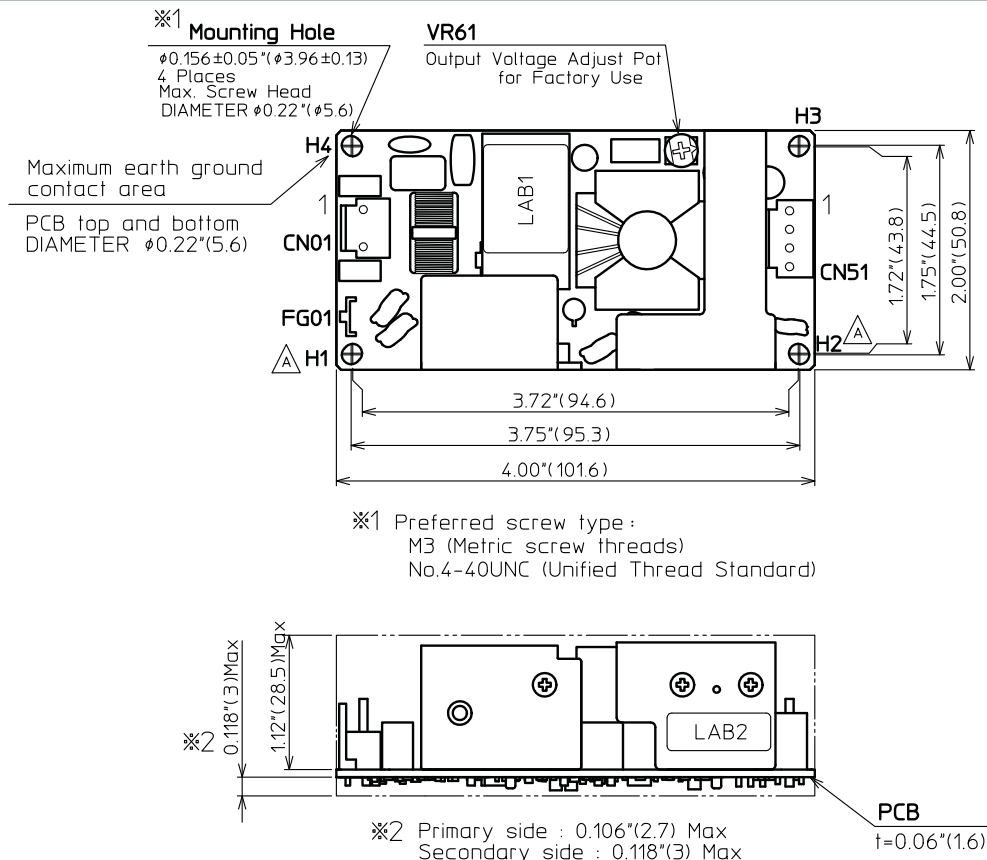 ※1 Mounting Hole
φ0.156±0.05"(φ3.96±0.13)
4 Places
Max. Screw Head
DIAMETER φ0.22"(φ5.6)
VR61
Output Voltage Adjust Pot
for Factory Use
H3
H4
Maximum earth ground
contact area
PCB top and bottom
DIAMETER φ0.22"(5.6)
LAB1
1
1
CN01
CN51
FG01
A H1
H2 A
1.72"(43.8)
1.75"(44.5)
2.00"(50.8)
3.72"(94.6)
3.75"(95.3)
4.00"(101.6)
※1 Preferred screw type :
M3 (Metric screw threads)
No.4-40UNC (Unified Thread Standard)
※2
0.118"(3)Max
1.12"(28.5)Max
LAB2
PCB
t=0.06"(1.6)
※2 Primary side : 0.106"(2.7) Max
Secondary side : 0.118"(3) Max